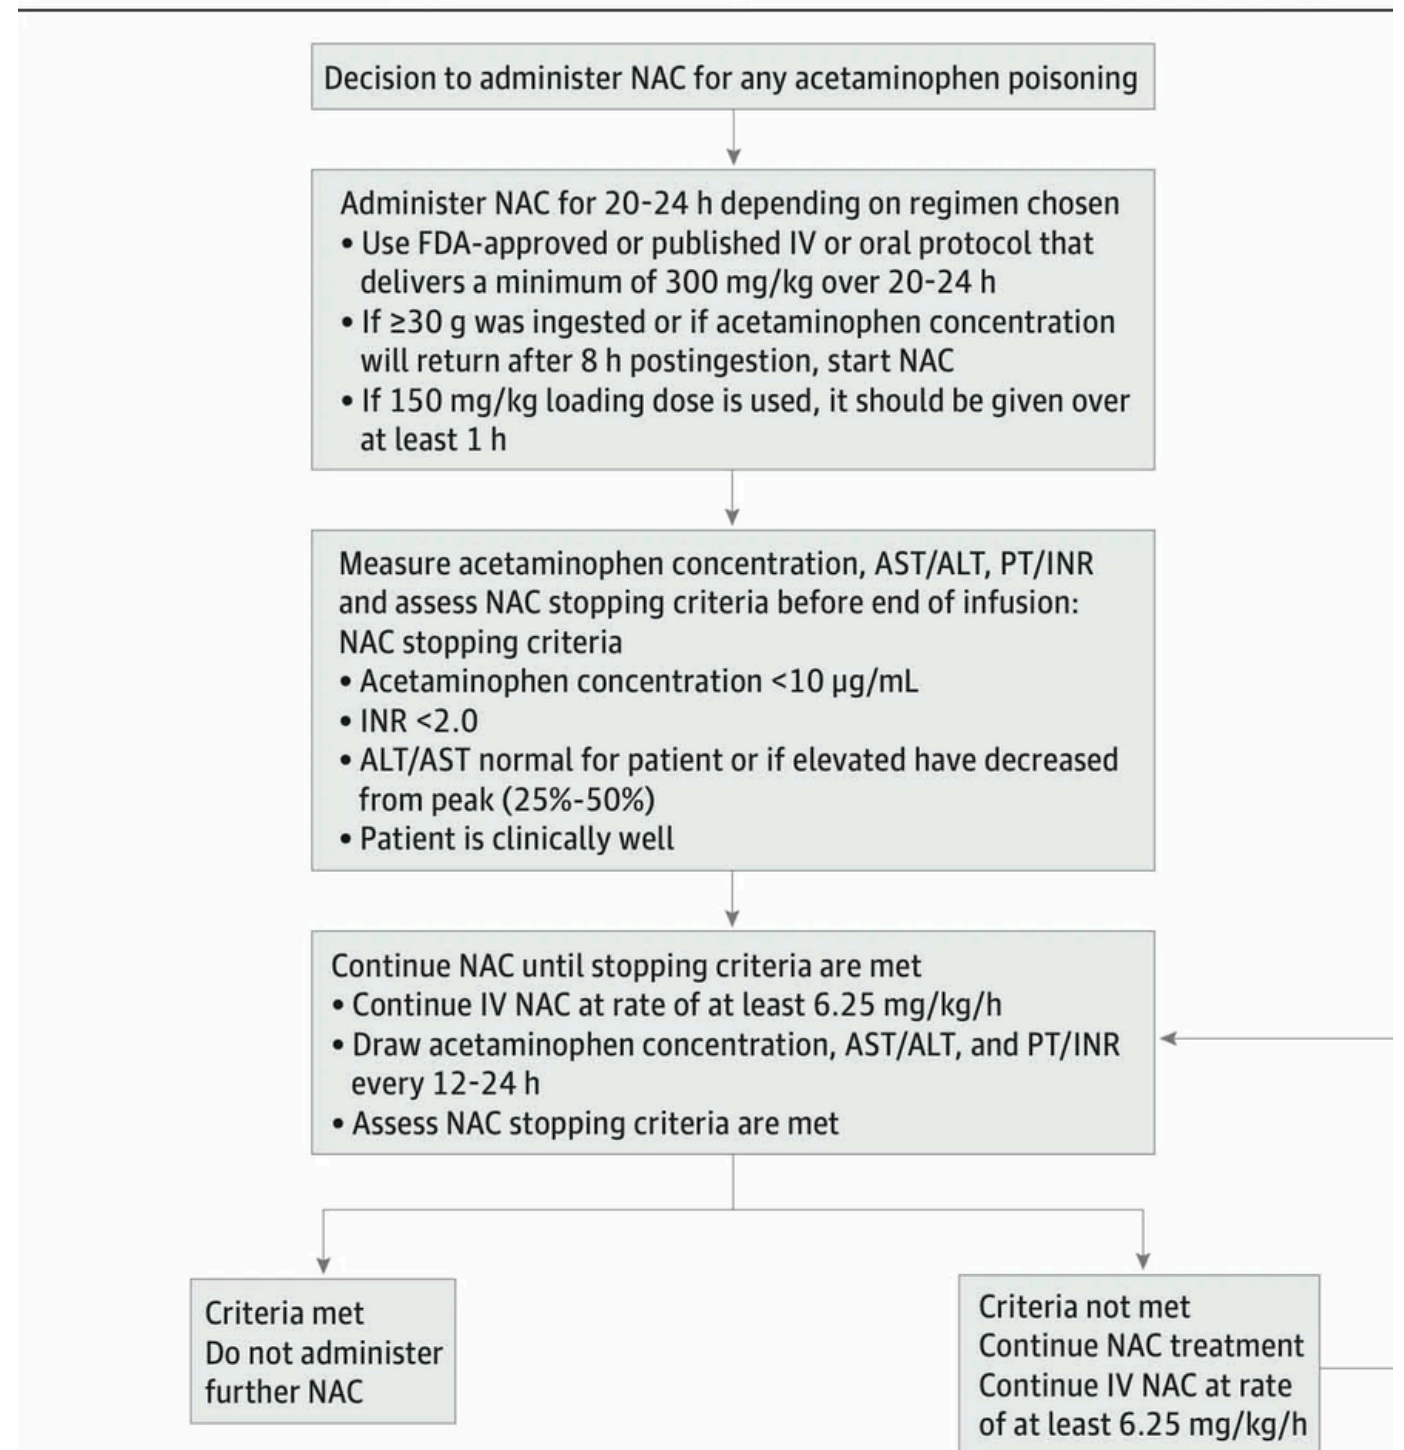 Decision to administer NAC for any acetaminophen poisoning
Administer NAC for 20-24 h depending on regimen chosen
• Use FDA-approved or published IV or oral protocol that
delivers a minimum of 300 mg/kg over 20-24 h
• If ≥30 g was ingested or if acetaminophen concentration
will return after 8 h postingestion, start NAC
• If 150 mg/kg loading dose is used, it should be given over
at least 1 h
Measure acetaminophen concentration, AST/ALT, PT/INR
and assess NAC stopping criteria before end of infusion:
NAC stopping criteria
• Acetaminophen concentration <10 µg/mL
• INR <2.0
• ALT/AST normal for patient or if elevated have decreased
from peak (25%-50%)
• Patient is clinically well
Continue NAC until stopping criteria are met
• Continue IV NAC at rate of at least 6.25 mg/kg/h
• Draw acetaminophen concentration, AST/ALT, and PT/INR
every 12-24 h
• Assess NAC stopping criteria are met
Criteria met
Do not administer
further NAC
Criteria not met
Continue NAC treatment
Continue IV NAC at rate
of at least 6.25 mg/kg/h